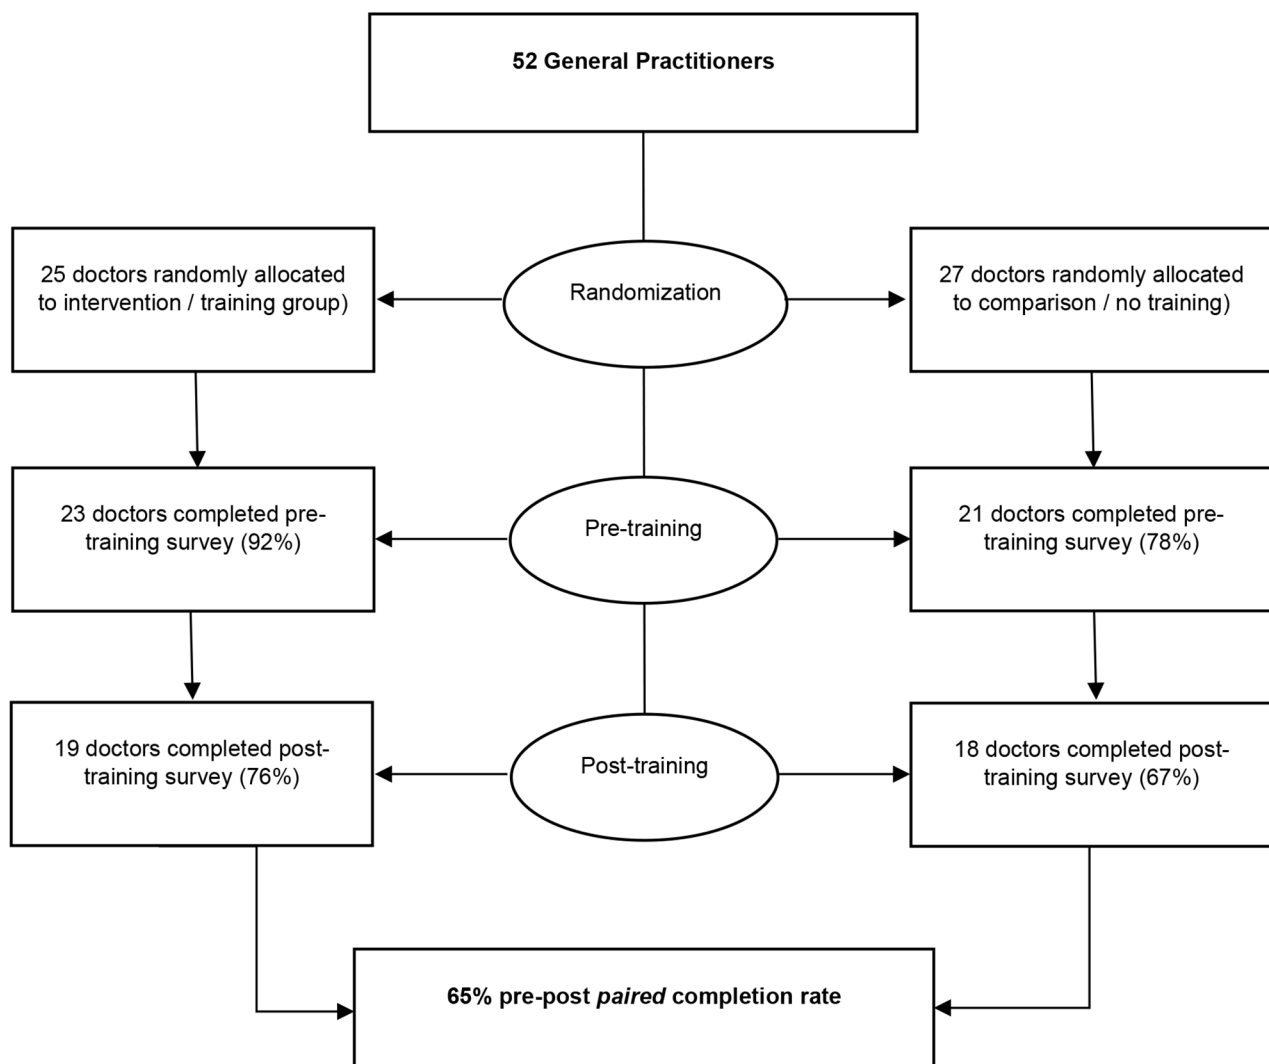 52 General Practitioners
25 doctors randomly allocated
to intervention / training group)
Randomization
27 doctors randomly allocated
to comparison / no training)
23 doctors completed pre-
training survey (92%)
Pre-training
21 doctors completed pre-
training survey (78%)
19 doctors completed post-
training survey (76%)
Post-training
18 doctors completed post-
training survey (67%)
65% pre-post paired completion rate